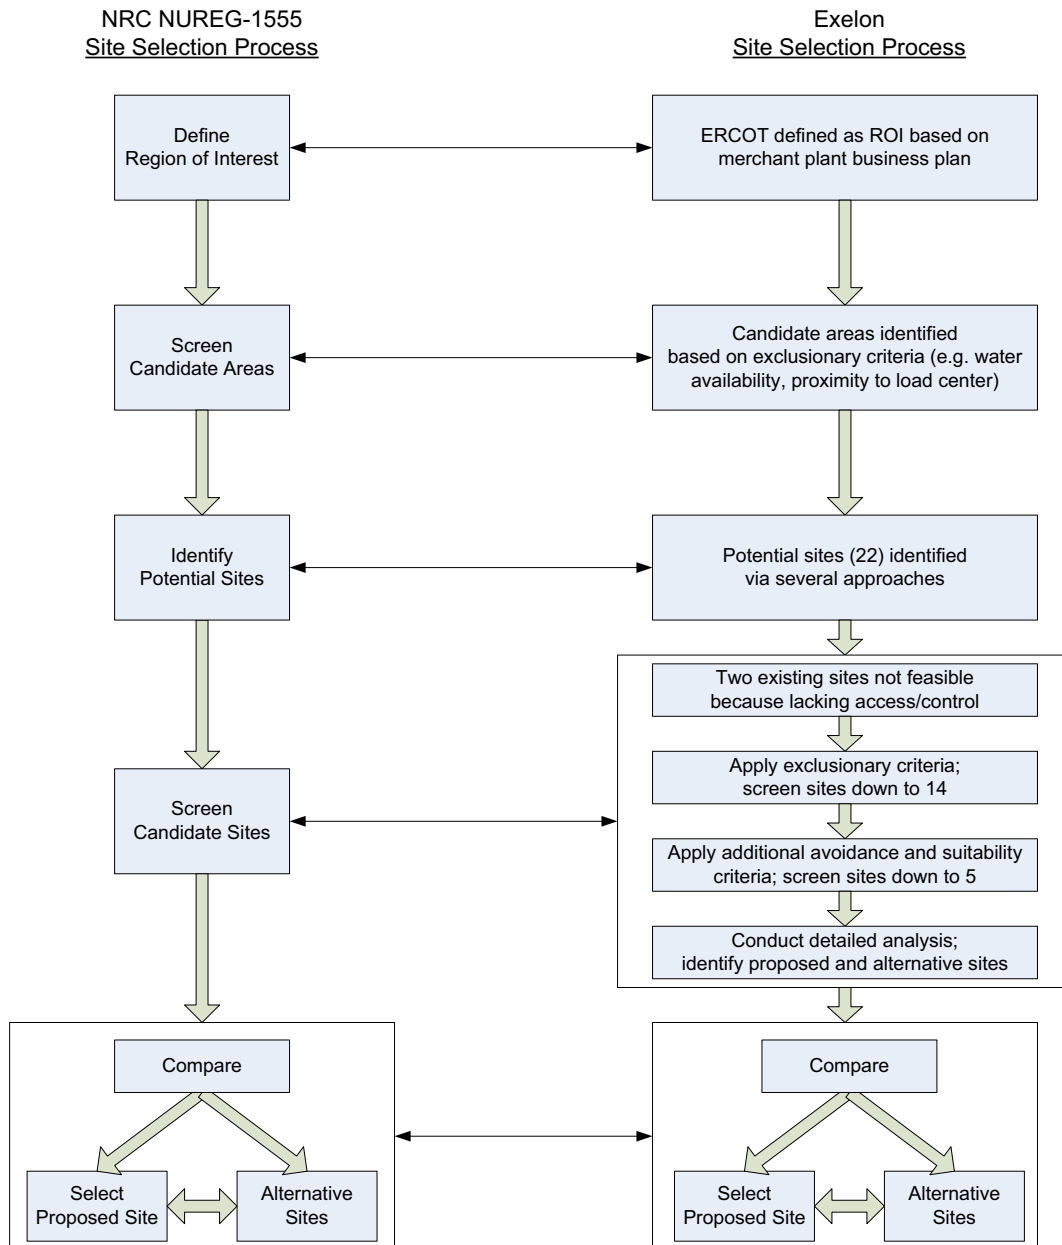 NRC NUREG-1555
Site Selection Process
Exelon
Site Selection Process
Define
Region of Interest
ERCOT defined as ROI based on
merchant plant business plan
Screen
Candidate Areas
Candidate areas identified
based on exclusionary criteria (e.g. water
availability, proximity to load center)
Identify
Potential Sites
Potential sites (22) identified
via several approaches
Two existing sites not feasible
because lacking access/control
Apply exclusionary criteria;
screen sites down to 14
Screen
Candidate Sites
Apply additional avoidance and suitability
criteria; screen sites down to 5
Conduct detailed analysis;
identify proposed and alternative sites
Compare
Select
Proposed Site
Alternative
Sites
Compare
Select
Proposed Site
Alternative
Sites